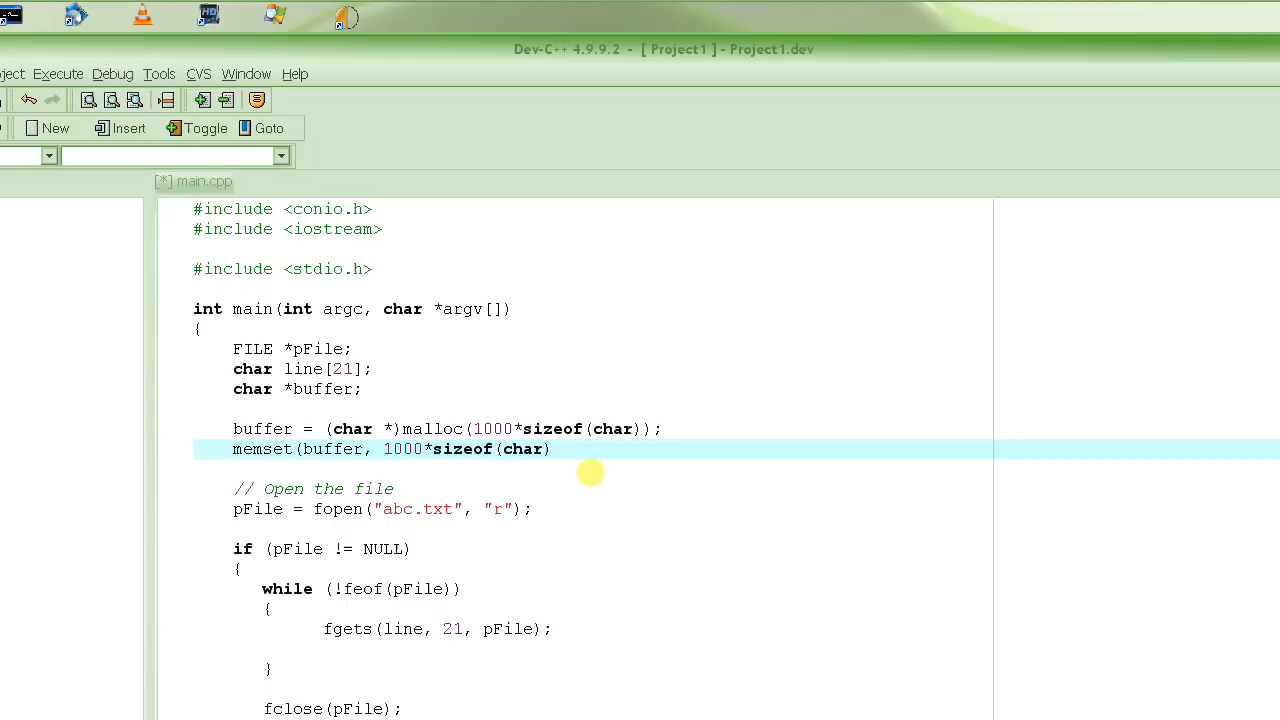 HD
Dev-C++ 4.9.9.2 - [ Project1 ] - Project1.dev
ject Execute Debug Tools CVS Window Help
New Insert Toggle Goto
[*] main.cpp
#include <conio.h>
#include <iostream>
#include <stdio.h>
int main(int argc, char *argv[])
{
FILE *pFile;
char line[21];
char *buffer;
buffer = (char *)malloc(1000*sizeof(char));
memset(buffer, 1000*sizeof(char)
// Open the file
pFile = fopen("abc.txt", "r");
if (pFile != NULL)
{
while (!feof(pFile))
{
fgets(line, 21, pFile);
}
fclose(pFile);